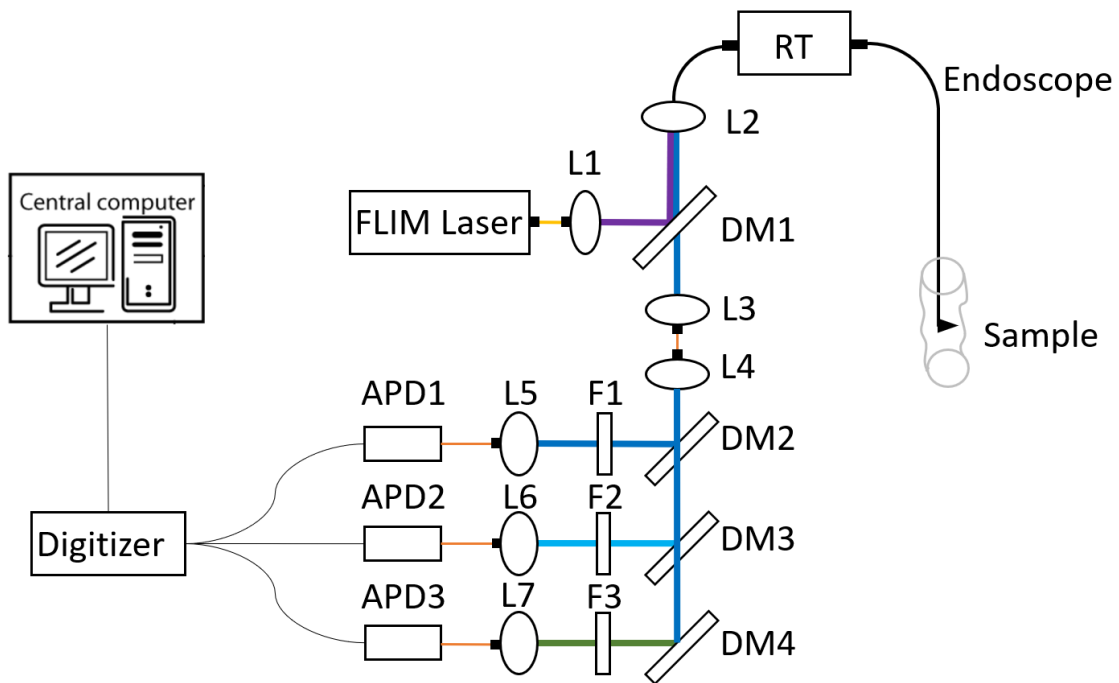 RT
Endoscope
L2
L1
Central computer
FLIM Laser
DM1
L3
Sample
L4
APD1
L5
F1
DM2
APD2
L6
F2
Digitizer
DM3
APD3
L7
F3
DM4